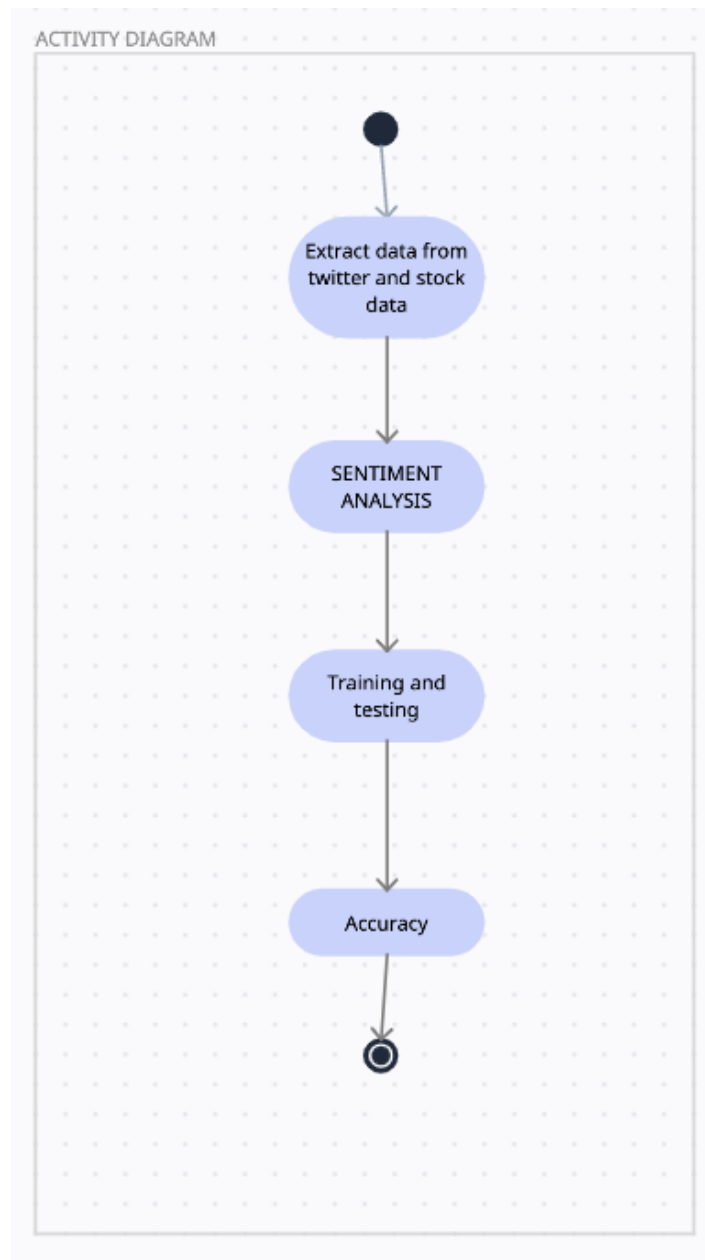 ACTIVITY DIAGRAM
Extract data from
twitter and stock
data
SENTIMENT
ANALYSIS
Training and
testing
Accuracy